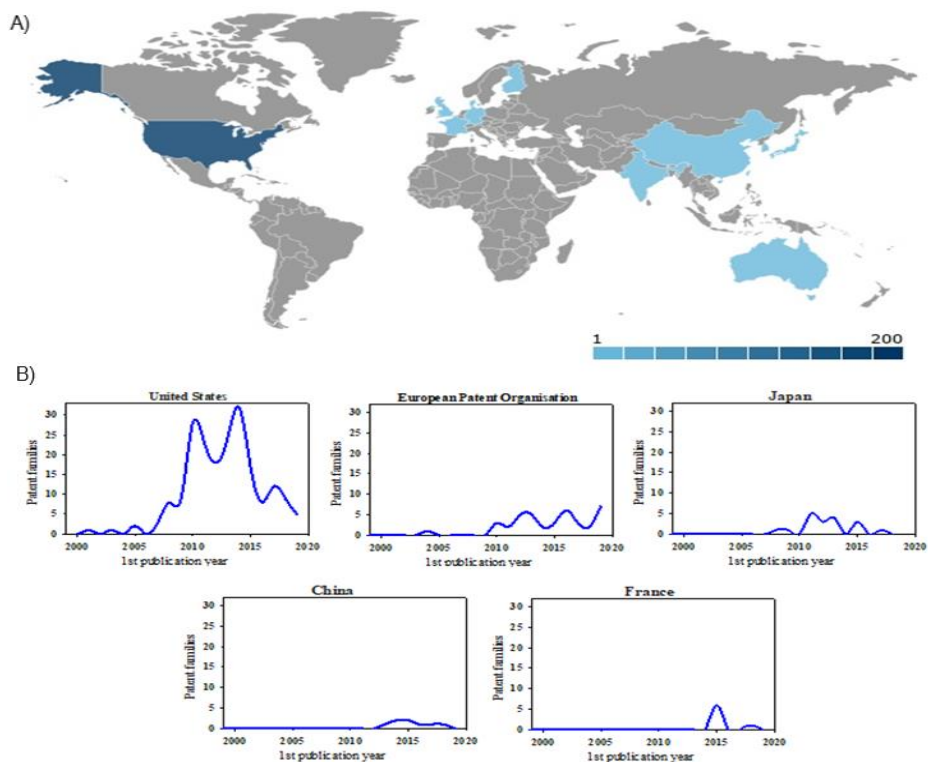 A)
1 200
B)
United States
European Patent Organisation
Japan
Patent families
30
25
20
15
10
5
0
2000 2005 2010 2015 2020
1st publication year
Patent families
30
25
20
15
10
5
0
2000 2005 2010 2015 2020
1st publication year
Patent families
30
25
20
15
10
5
0
2000 2005 2010 2015 2020
1st publication year
China
France
Patent families
30
25
20
15
10
5
0
2000 2005 2010 2015 2020
1st publication year
Patent families
30
25
20
15
10
5
0
2000 2005 2010 2015 2020
1st publication year